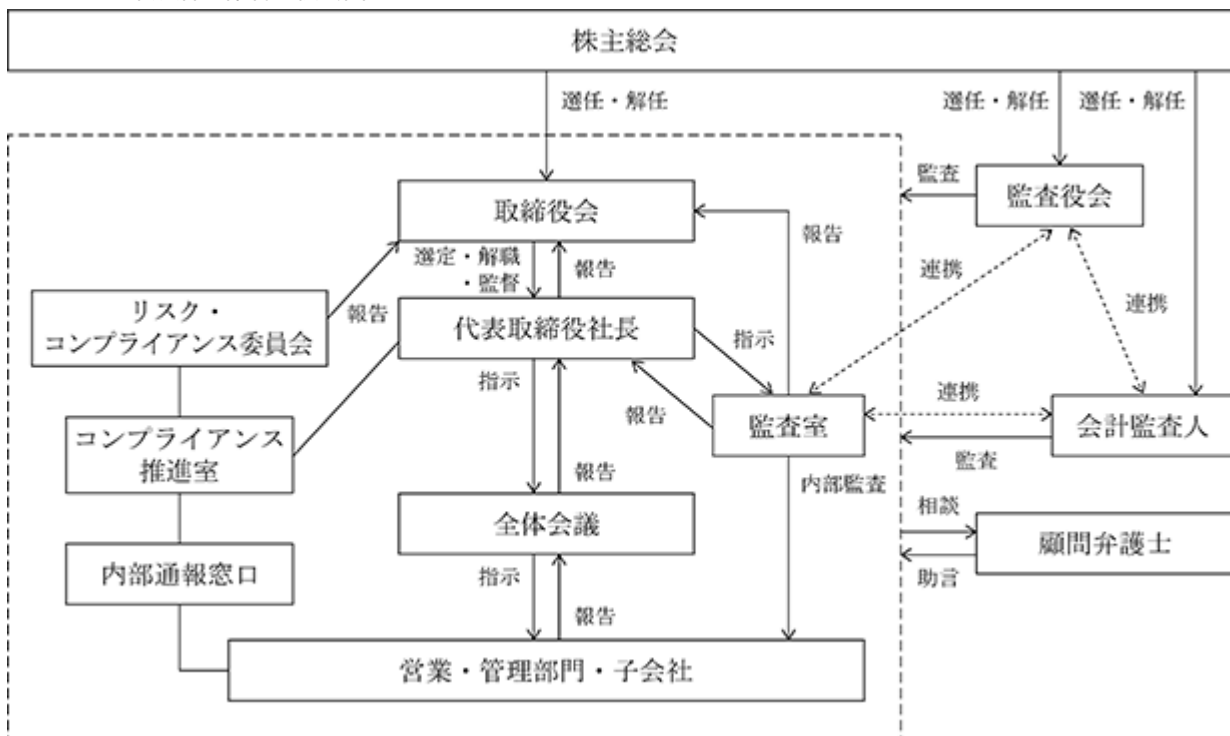 株主総会
選任・解任
選任・解任
選任・解任
監査
監査役会
取締役会
報告
選定・解職
・監督
報告
連携
連携
リスク・
コンプライアンス委員会
報告
代表取締役社長
指示
指示
報告
連携
監査室
会計監査人
コンプライアンス
推進室
報告
監査
内部監査
全体会議
相談
顧問弁護士
助言
内部通報窓口
指示
報告
営業・管理部門・子会社